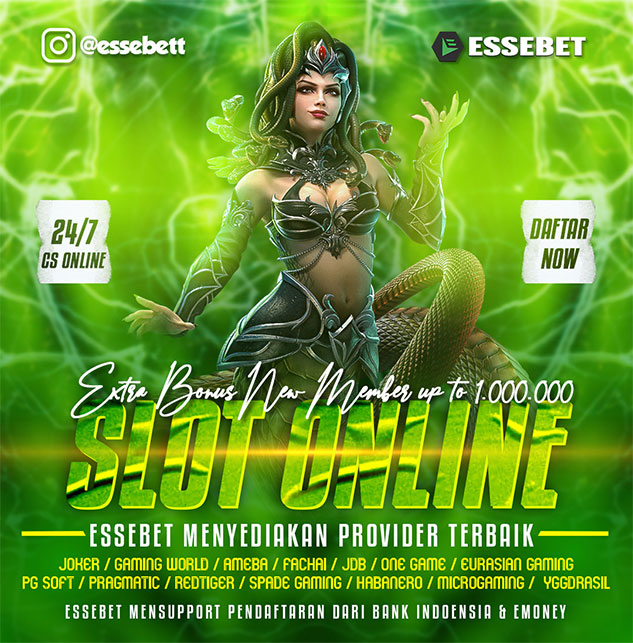 @essebett
ESSEBET
24/7
CS ONLINE
DAFTAR
NOW
Extra Bonus New Member up to 1.000.000
SLOT ONLINE
ESSEBET MENYEDIAKAN PROVIDER TERBAIK
JOKER / GAMING WORLD / AMEBA / FACHAI / JDB / ONE GAME / EURASIAN GAMING
PG SOFT / PRAGMATIC / REDTIGER / SPADE GAMING / HABANERO / MICROGAMING / YGGDRASIL
ESSEBET MENSUPPORT PENDAFTARAN DARI BANK INDOENSIA & EMONEY